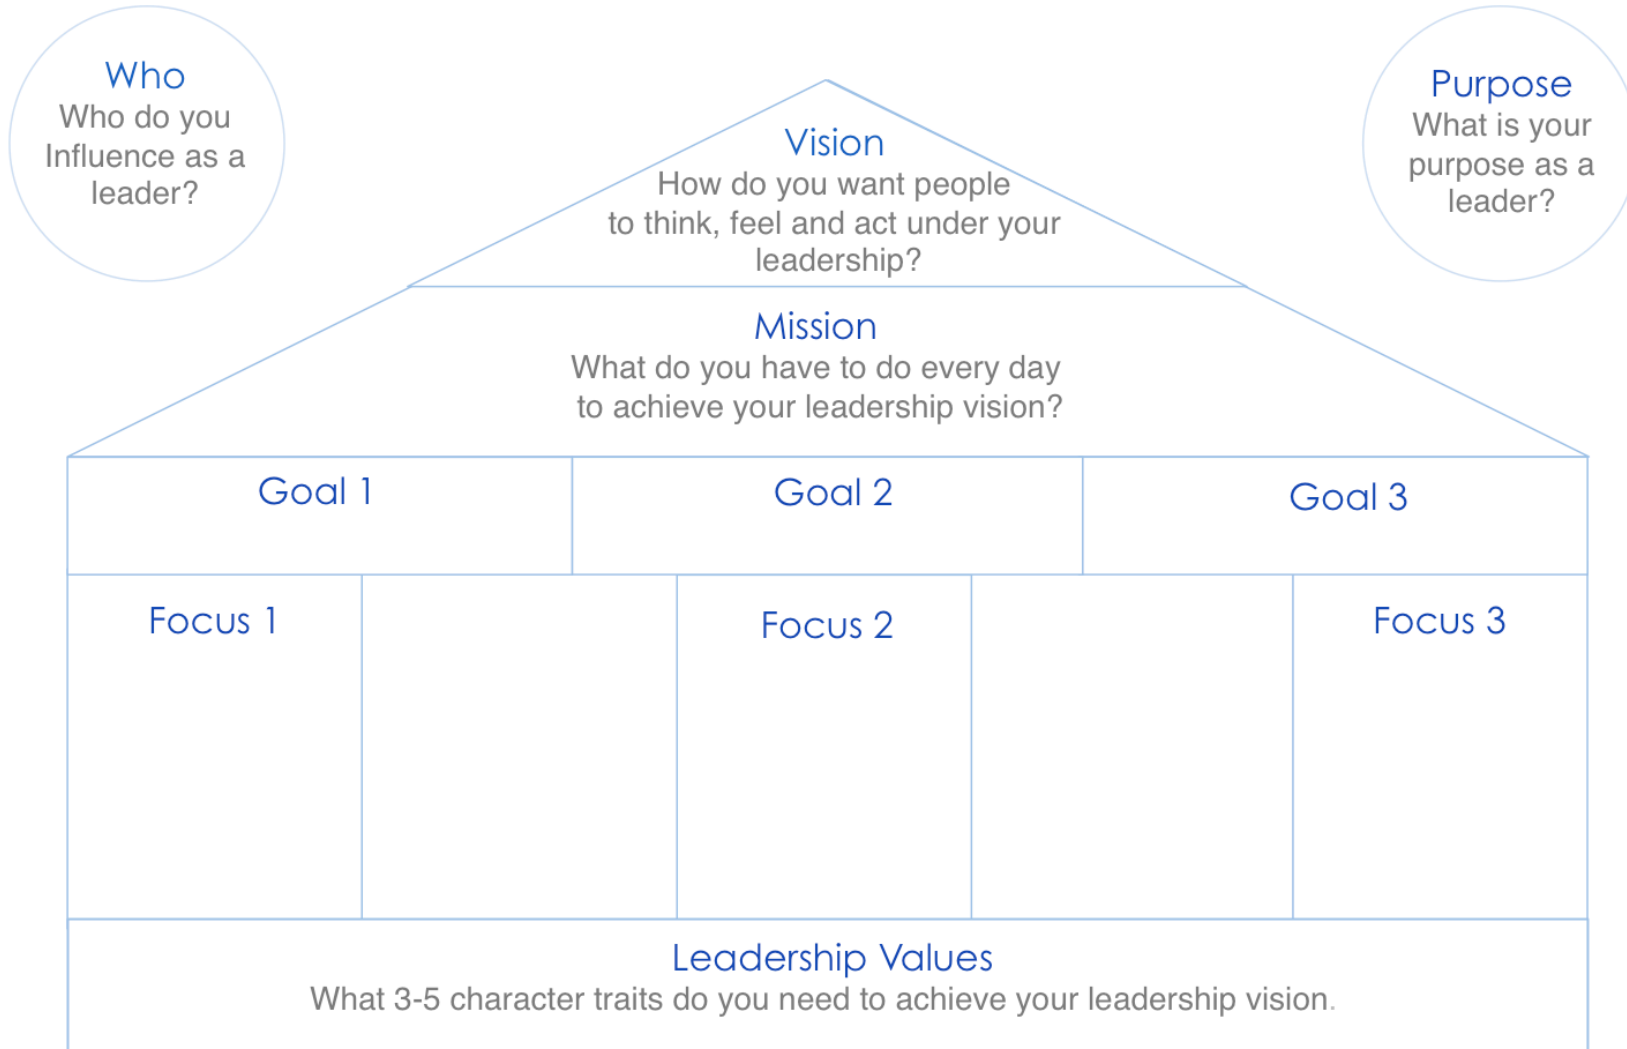 Who
Who do you
Influence as a
leader?
Purpose
What is your
purpose as a
leader?
Vision
How do you want people
to think, feel and act under your
leadership?
Mission
What do you have to do every day
to achieve your leadership vision?
Goal 1
Goal 2
Goal 3
Focus 1
Focus 2
Focus 3
Leadership Values
What 3-5 character traits do you need to achieve your leadership vision.